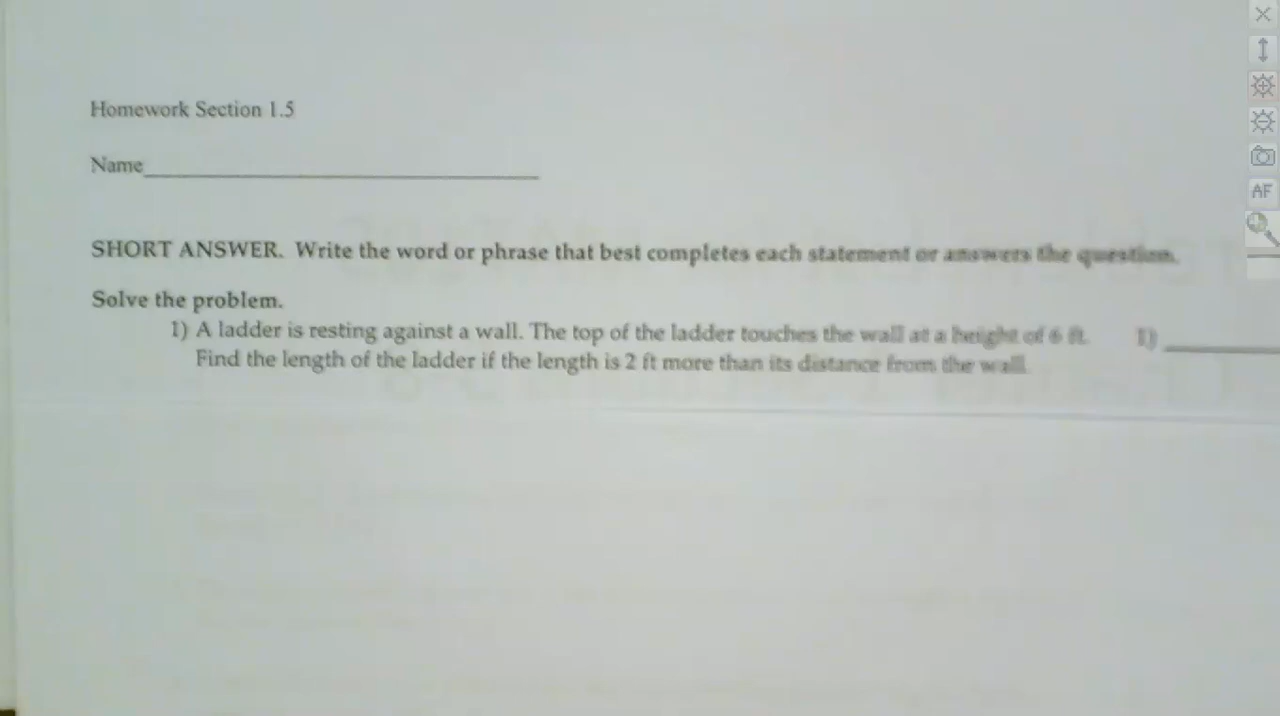 Homework Section 1.5
Name
SHORT ANSWER. Write the word or phrase that best completes each statement or answers the question.
Solve the problem.
1) A ladder is resting against a wall. The top of the ladder touches the wall at a height of 6 ft. 1)
Find the length of the ladder if the length is 2 ft more than its distance from the wall.
AF